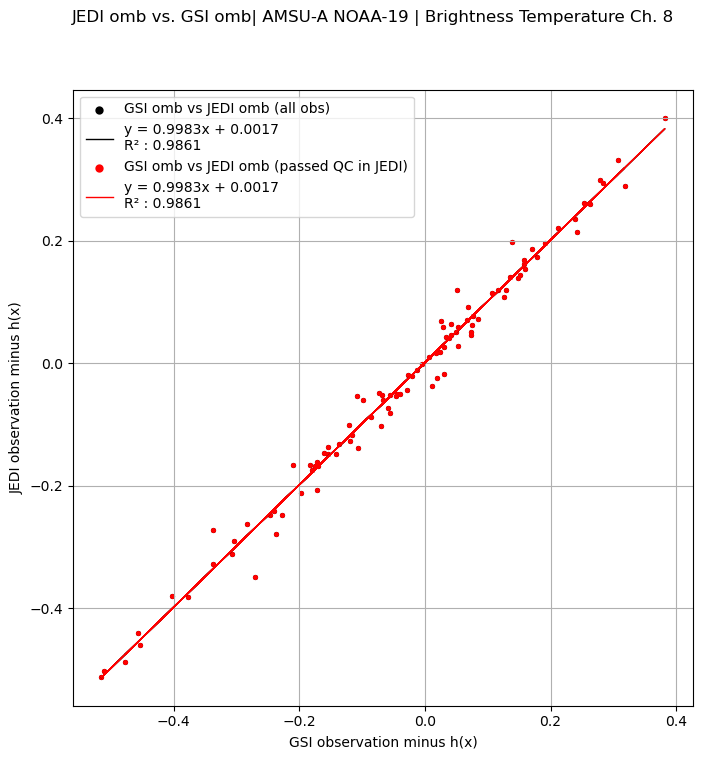 JEDI omb vs. GSI omb| AMSU-A NOAA-19 | Brightness Temperature Ch. 8
GSI omb vs JEDI omb (all obs)
y = 0.9983x + 0.0017
R² : 0.9861
GSI omb vs JEDI omb (passed QC in JEDI)
y = 0.9983x + 0.0017
R² : 0.9861
JEDI observation minus h(x)
0.4
0.2
0.0
−0.2
−0.4
−0.4
−0.2
0.0
0.2
0.4
GSI observation minus h(x)